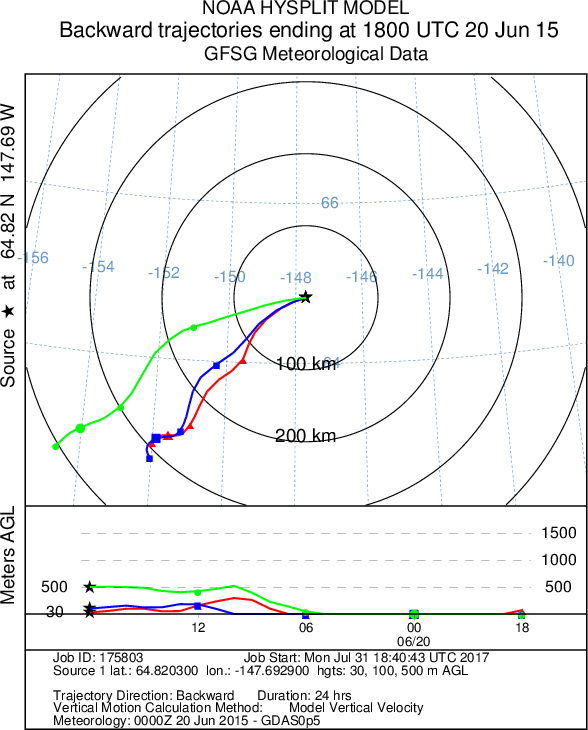 NOAA HYSPLIT MODEL
Backward trajectories ending at 1800 UTC 20 Jun 15
GFSG Meteorological Data
Source ★ at 64.82 N 147.69 W
66
-156
-154
-152
-150
-148
-146
-144
-142
-140
100 km
64
200 km
Meters AGL
1500
1000
500
500
30
12
06
00
18
06/20
Job ID: 175803 Job Start: Mon Jul 31 18:40:43 UTC 2017
Source 1 lat.: 64.820300 lon.: -147.692900 hgts: 30, 100, 500 m AGL
Trajectory Direction: Backward Duration: 24 hrs
Vertical Motion Calculation Method: Model Vertical Velocity
Meteorology: 0000Z 20 Jun 2015 - GDAS0p5